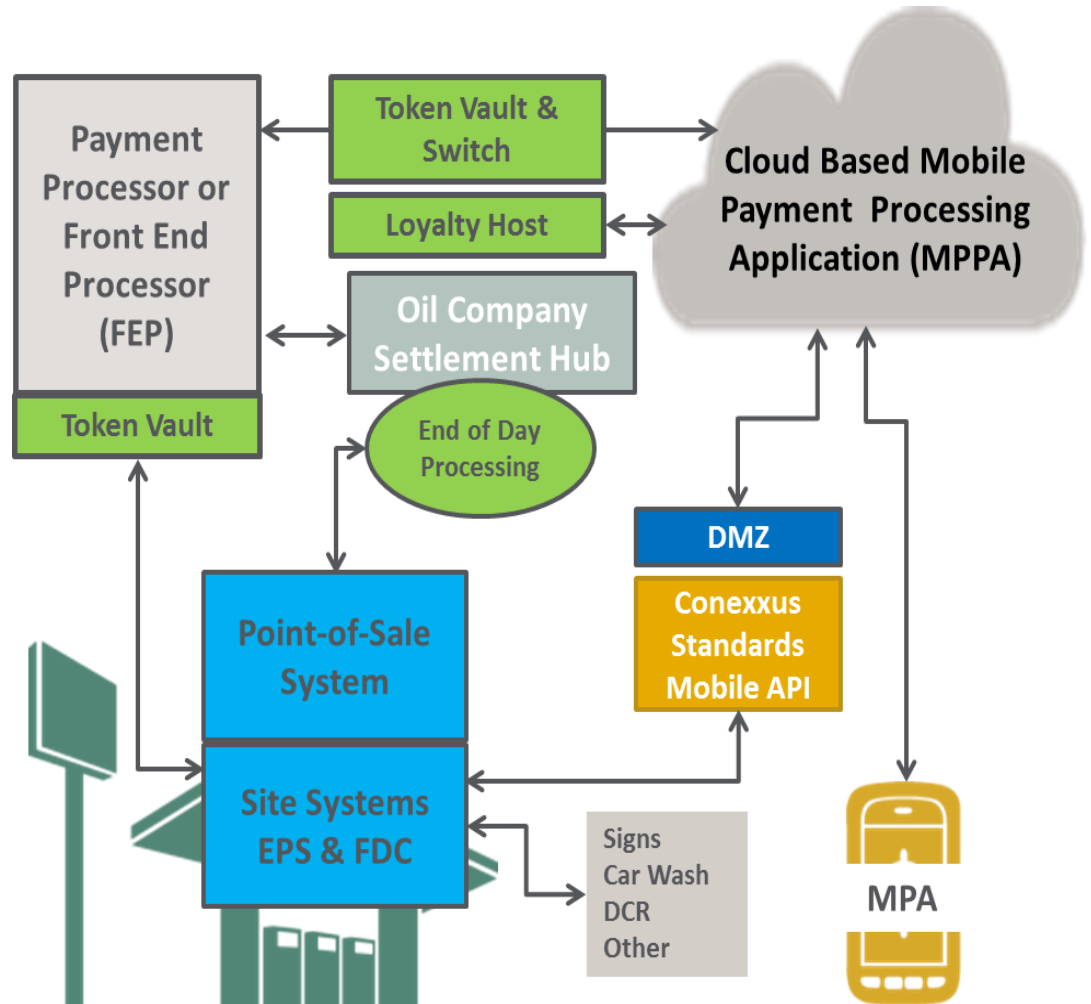 Payment
Processor or
Front End
Processor
(FEP)
Token Vault
Token Vault &
Switch
Loyalty Host
Oil Company
Settlement Hub
End of Day
Processing
Cloud Based Mobile
Payment Processing
Application (MPPA)
DMZ
Conexxus
Standards
Mobile API
Point-of-Sale
System
Site Systems
EPS & FDC
Signs
Car Wash
DCR
Other
MPA